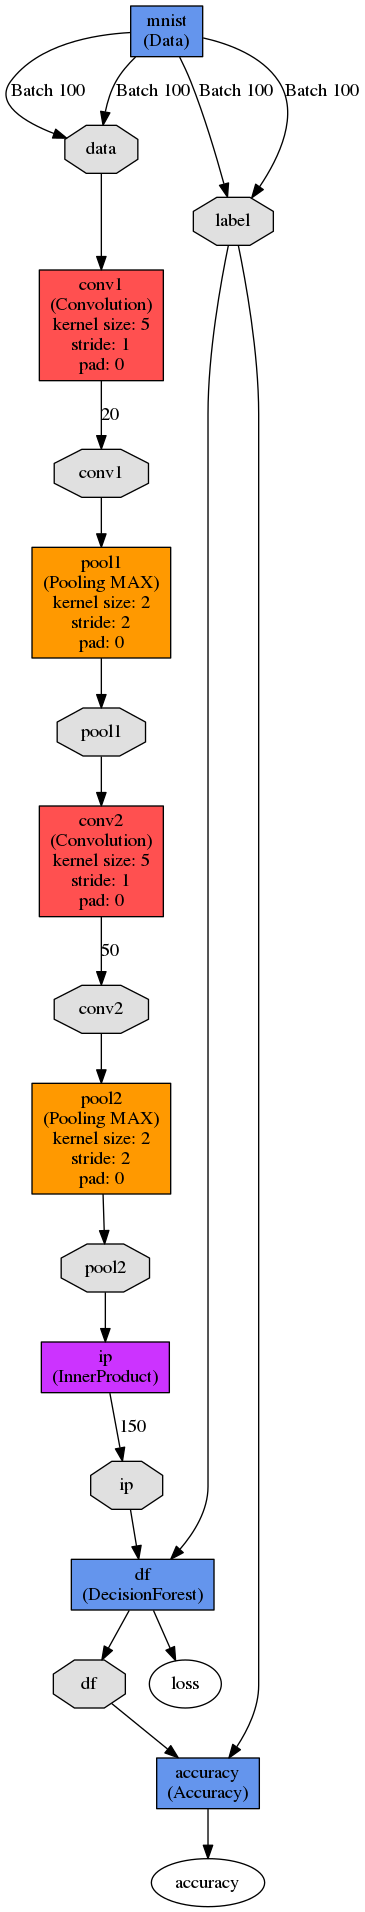 mnist
(Data)
Batch 100
Batch 100
Batch 100
Batch 100
data
label
conv1
(Convolution)
kernel size: 5
stride: 1
pad: 0
20
conv1
pool1
(Pooling MAX)
kernel size: 2
stride: 2
pad: 0
pool1
conv2
(Convolution)
kernel size: 5
stride: 1
pad: 0
50
conv2
pool2
(Pooling MAX)
kernel size: 2
stride: 2
pad: 0
pool2
ip
(InnerProduct)
150
ip
df
(DecisionForest)
df
loss
accuracy
(Accuracy)
accuracy